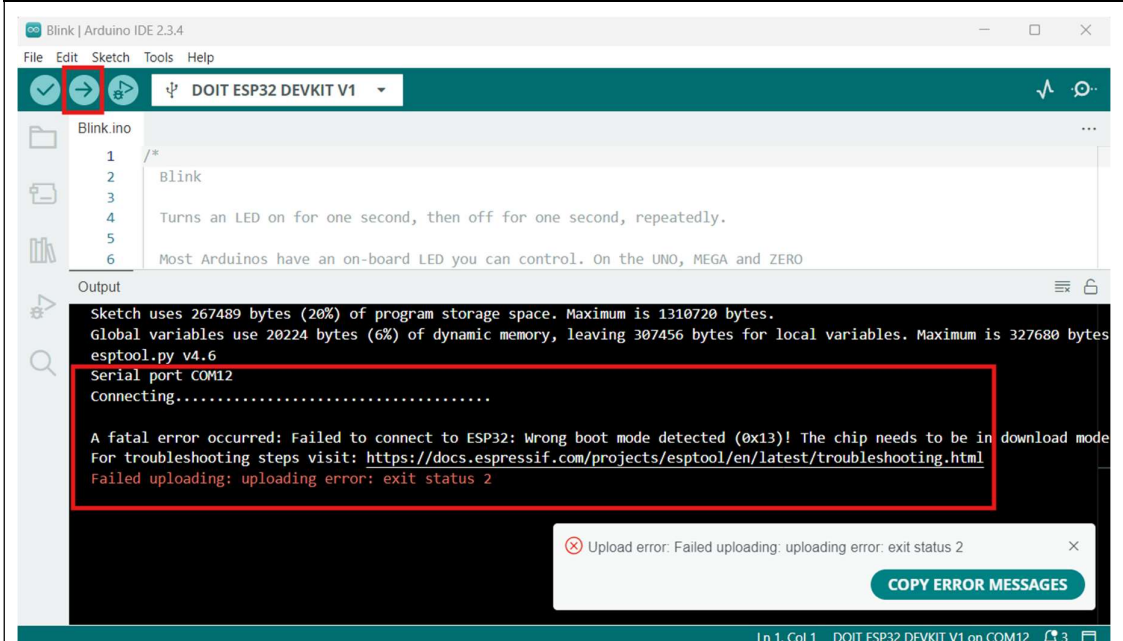 Blink | Arduino IDE 2.3.4
File Edit Sketch Tools Help
DOIT ESP32 DEVKIT V1
Blink.ino
...
1 /*
2 Blink
3
4 Turns an LED on for one second, then off for one second, repeatedly.
5
6 Most Arduinos have an on-board LED you can control. On the UNO, MEGA and ZERO
Output
Sketch uses 267489 bytes (20%) of program storage space. Maximum is 1310720 bytes.
Global variables use 20224 bytes (6%) of dynamic memory, leaving 307456 bytes for local variables. Maximum is 327680 bytes
esptool.py v4.6
Serial port COM12
Connecting......................................
A fatal error occurred: Failed to connect to ESP32: Wrong boot mode detected (0x13)! The chip needs to be in download mode
For troubleshooting steps visit: https://docs.espressif.com/projects/esptool/en/latest/troubleshooting.html
Failed uploading: uploading error: exit status 2
Upload error: Failed uploading: uploading error: exit status 2
COPY ERROR MESSAGES
Ln 1, Col 1 DOIT ESP32 DEVKIT V1 on COM12 3